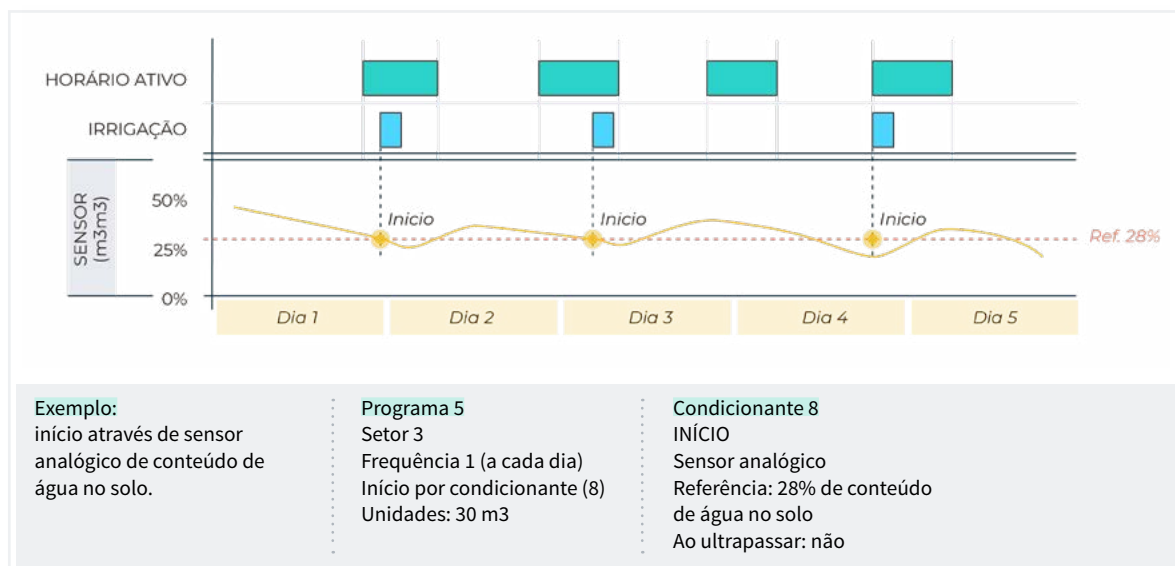 HORÁRIO ATIVO
IRRIGAÇÃO
SENSOR
(m3m3)
50%
25%
0%
Inicio
Inicio
Inicio
Ref. 28%
Dia 1
Dia 2
Dia 3
Dia 4
Dia 5
Exemplo:
início através de sensor
analógico de conteúdo de
água no solo.
Programa 5
Setor 3
Frequência 1 (a cada dia)
Início por condicionante (8)
Unidades: 30 m3
Condicionante 8
INÍCIO
Sensor analógico
Referência: 28% de conteúdo
de água no solo
Ao ultrapassar: não